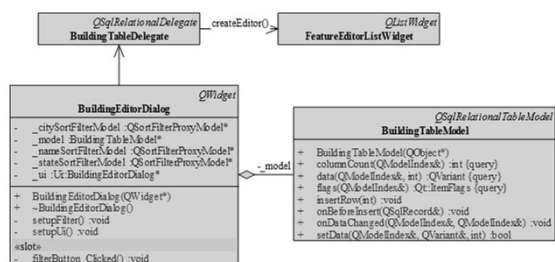 QSqlRelationalDelegate
BuildingTableDelegate
createEditor()
QListWidget
FeatureEditorListWidget
QWidget
BuildingEditorDialog
- _citySortFilterModel :QSortFilterProxyModel*
- _model :BuildingTableModel*
- _nameSortFilterModel :QSortFilterProxyModel*
- _stateSortFilterModel :QSortFilterProxyModel*
- _ui :Ui::BuildingEditorDialog*
+ BuildingEditorDialog(QWidget*)
+ ~BuildingEditorDialog()
- setupFilter() :void
- setupUi() :void
«slot»
- filterButton_Clicked() :void
-_model
QSqlRelationalTableModel
BuildingTableModel
+ BuildingTableModel(QObject*)
+ columnCount(QModelIndex&) :int {query}
+ data(QModelIndex&, int) :QVariant {query}
+ flags(QModelIndex&) :Qt::ItemFlags {query}
+ insertRow(int) :void
+ onBeforeInsert(QSqlRecord&) :void
+ onDataChanged(QModelIndex&, QModelIndex&) :void
+ setData(QModelIndex&, QVariant&, int) :bool